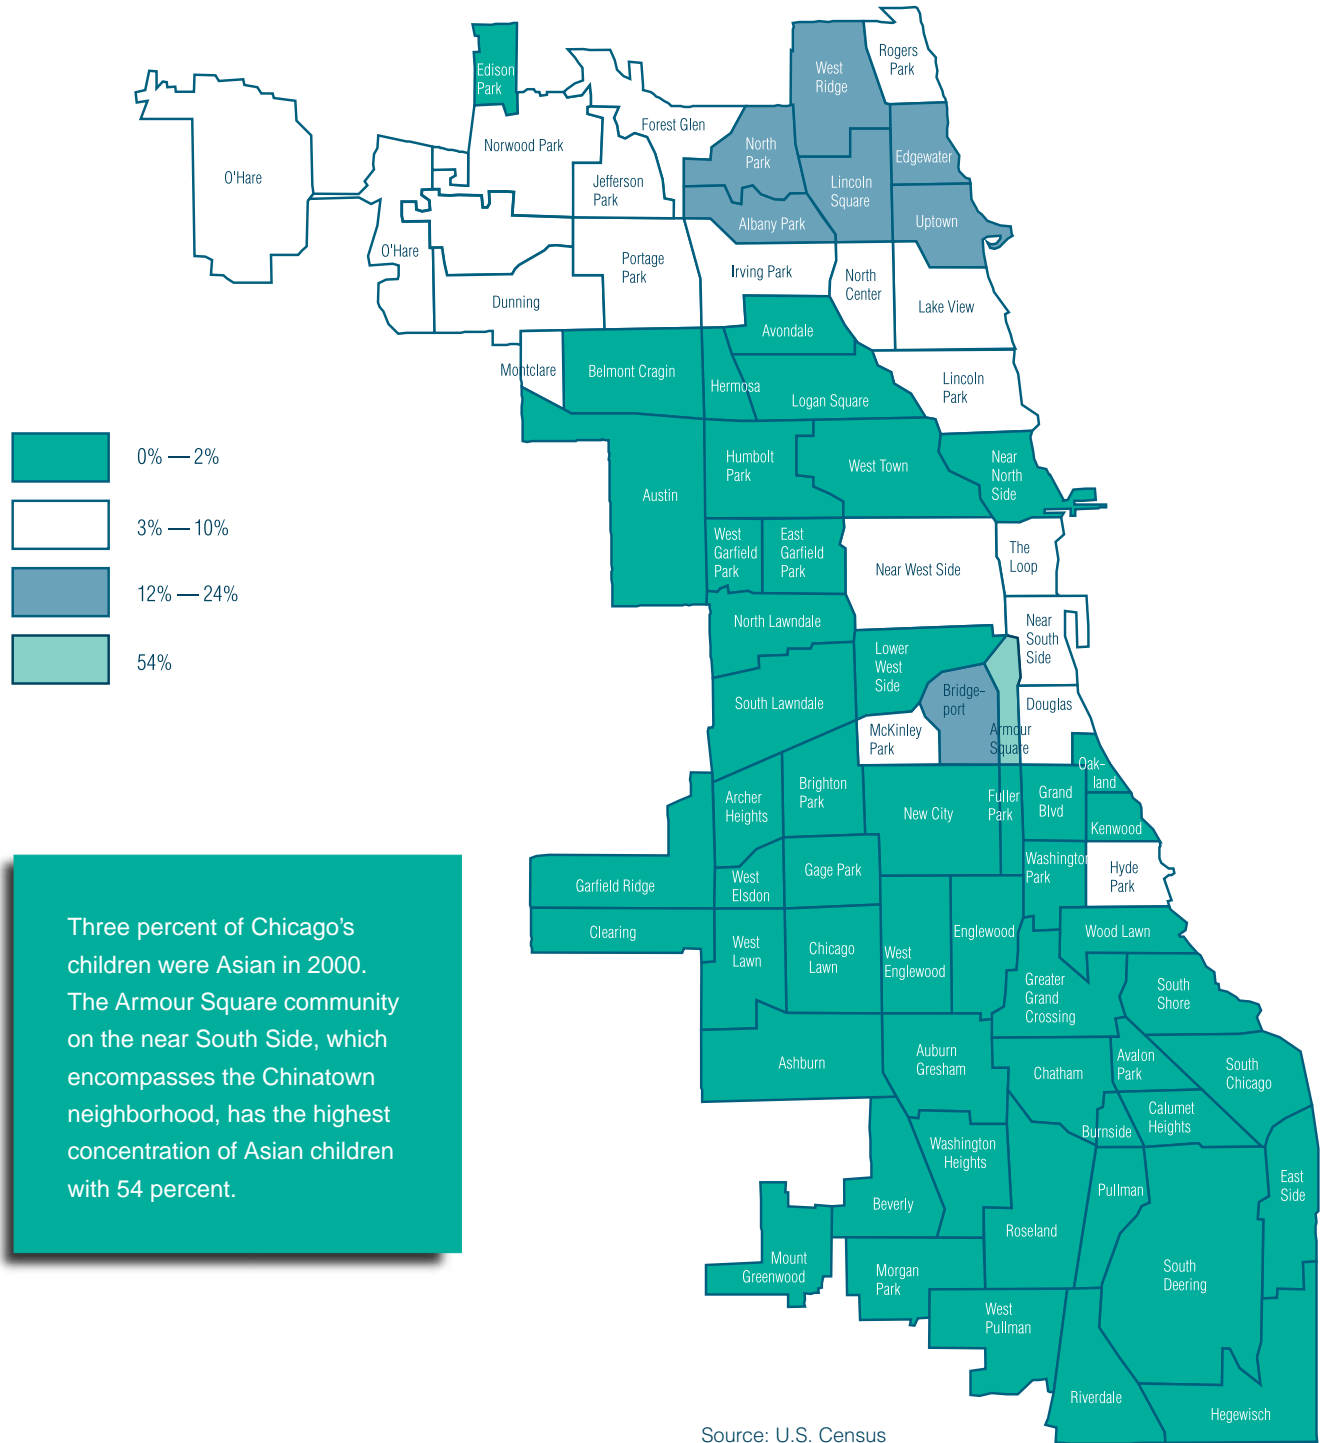 Rogers
Park
West
Ridge
Edison
Park
Forest Glen
Norwood Park
North
Park
Edgewater
O'Hare
Jefferson
Park
Lincoln
Square
Albany Park
Uptown
O'Hare
Portage
Park
Irving Park
North
Center
Dunning
Lake View
Avondale
Montclare
Belmont Cragin
Hermosa
Logan Square
Lincoln
Park
0% — 2%
3% — 10%
12% — 24%
54%
Humbolt
Park
West Town
Near
North
Side
Austin
West
Garfield
Park
East
Garfield
Park
Near West Side
The
Loop
North Lawndale
Near
South
Side
Lower
West
Side
South Lawndale
Bridge-
port
Douglas
McKinley
Park
Armour
Square
Oak-
land
Archer
Heights
Brighton
Park
New City
Fuller
Park
Grand
Blvd
Kenwood
Garfield Ridge
West
Elsdon
Gage Park
Washington
Park
Hyde
Park
Clearing
West
Lawn
Chicago
Lawn
West
Englewood
Englewood
Wood Lawn
Greater
Grand
Crossing
South
Shore
Ashburn
Auburn
Gresham
Chatham
Avalon
Park
South
Chicago
Burnside
Calumet
Heights
Washington
Heights
Beverly
Pullman
East
Side
Roseland
Mount
Greenwood
Morgan
Park
South
Deering
West
Pullman
Riverdale
Hegewisch
Three percent of Chicago’s
children were Asian in 2000.
The Armour Square community
on the near South Side, which
encompasses the Chinatown
neighborhood, has the highest
concentration of Asian children
with 54 percent.
Source: U.S. Census